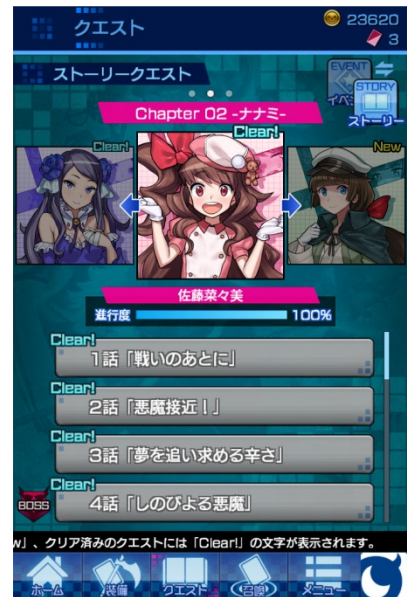 クエスト
23620
3
ストーリークエスト
EVENT
イベ
STORY
ストーリー
Chapter 02 -ナナミ-
Clear!
Clear!
New
佐藤菜々美
進行度
100%
Clear!
1話「戦いのあとに」
Clear!
2話「悪魔接近!」
Clear!
3話「夢を追い求める辛さ」
Clear!
BOSS
4話「しのびよる悪魔」
w」、クリア済みのクエストには「Clear!」の文字が表示されます。
ホーム
装備
クエスト
召喚
メニュー